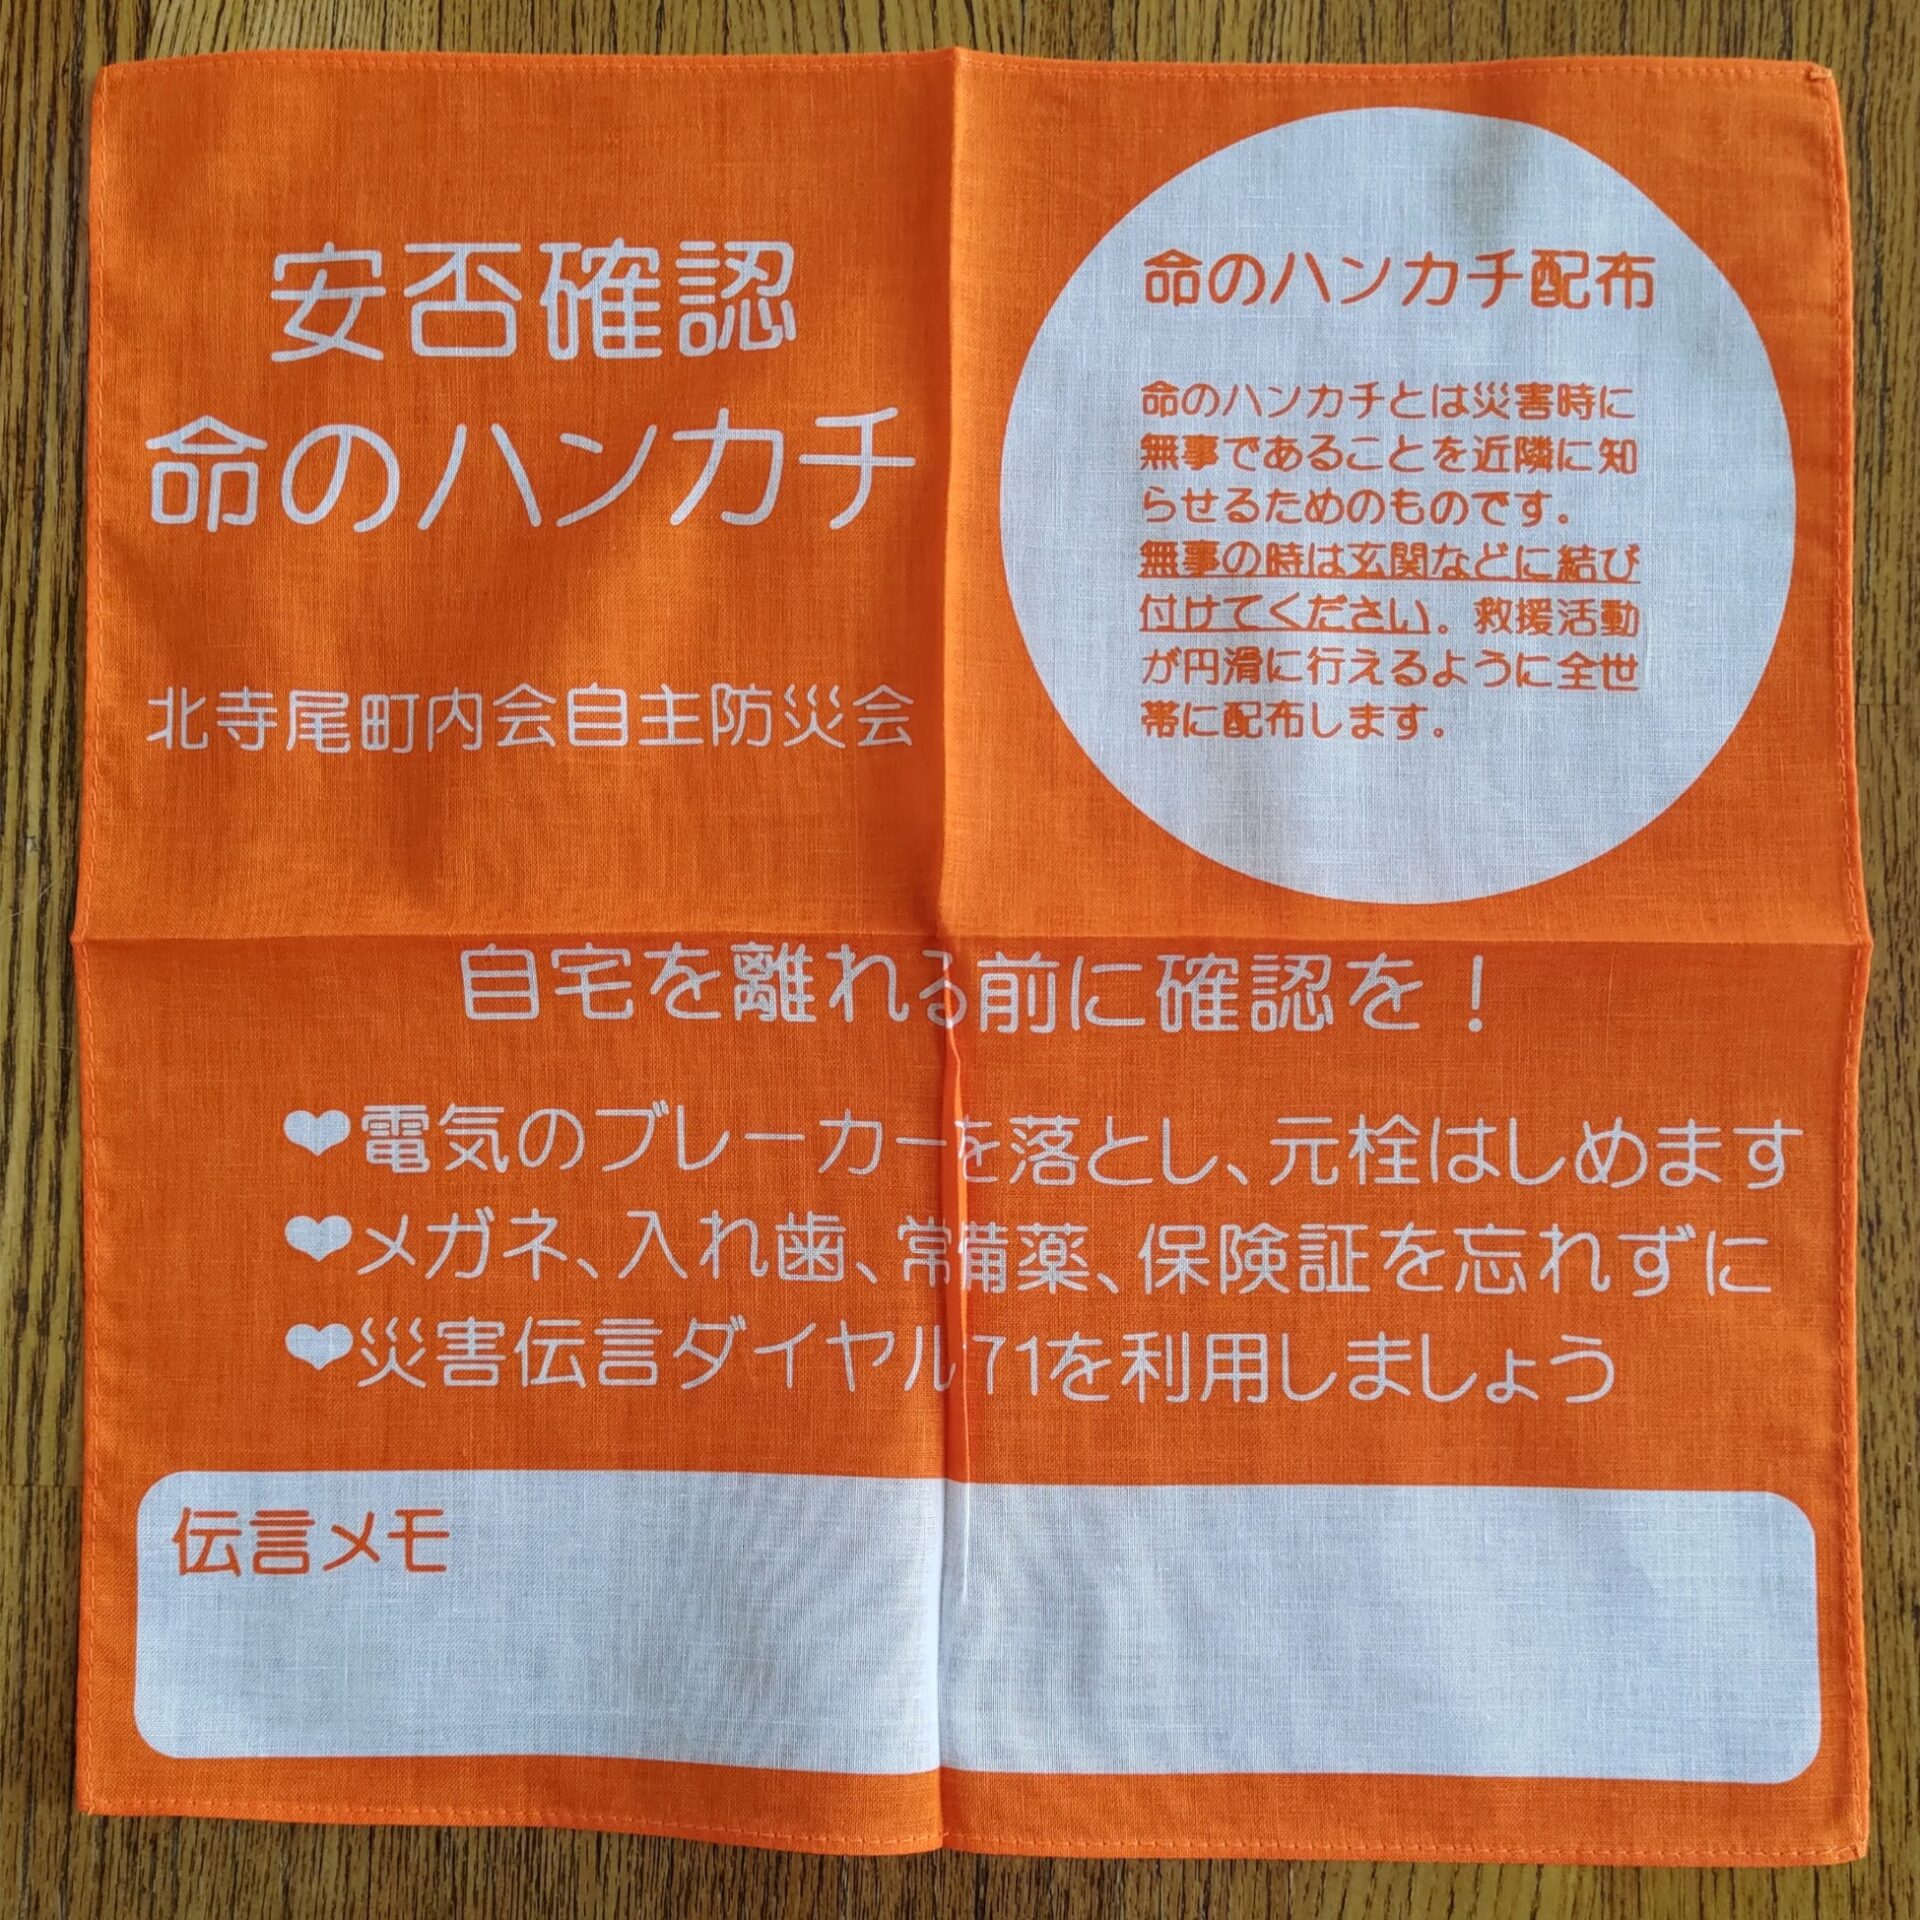 安否確認
命のハンカチ
北寺尾町内会自主防災会
命のハンカチ配布
命のハンカチとは災害時に
無事であることを近隣に知
らせるためのものです。
無事の時は玄関などに結び
付けてください。救援活動
が円滑に行えるように全世
帯に配布します。
自宅を離れる前に確認を！
❤電気のブレーカーを落とし、元栓はしめます
❤メガネ、入れ歯、常備薬、保険証を忘れずに
❤災害伝言ダイヤル171を利用しましょう
伝言メモ